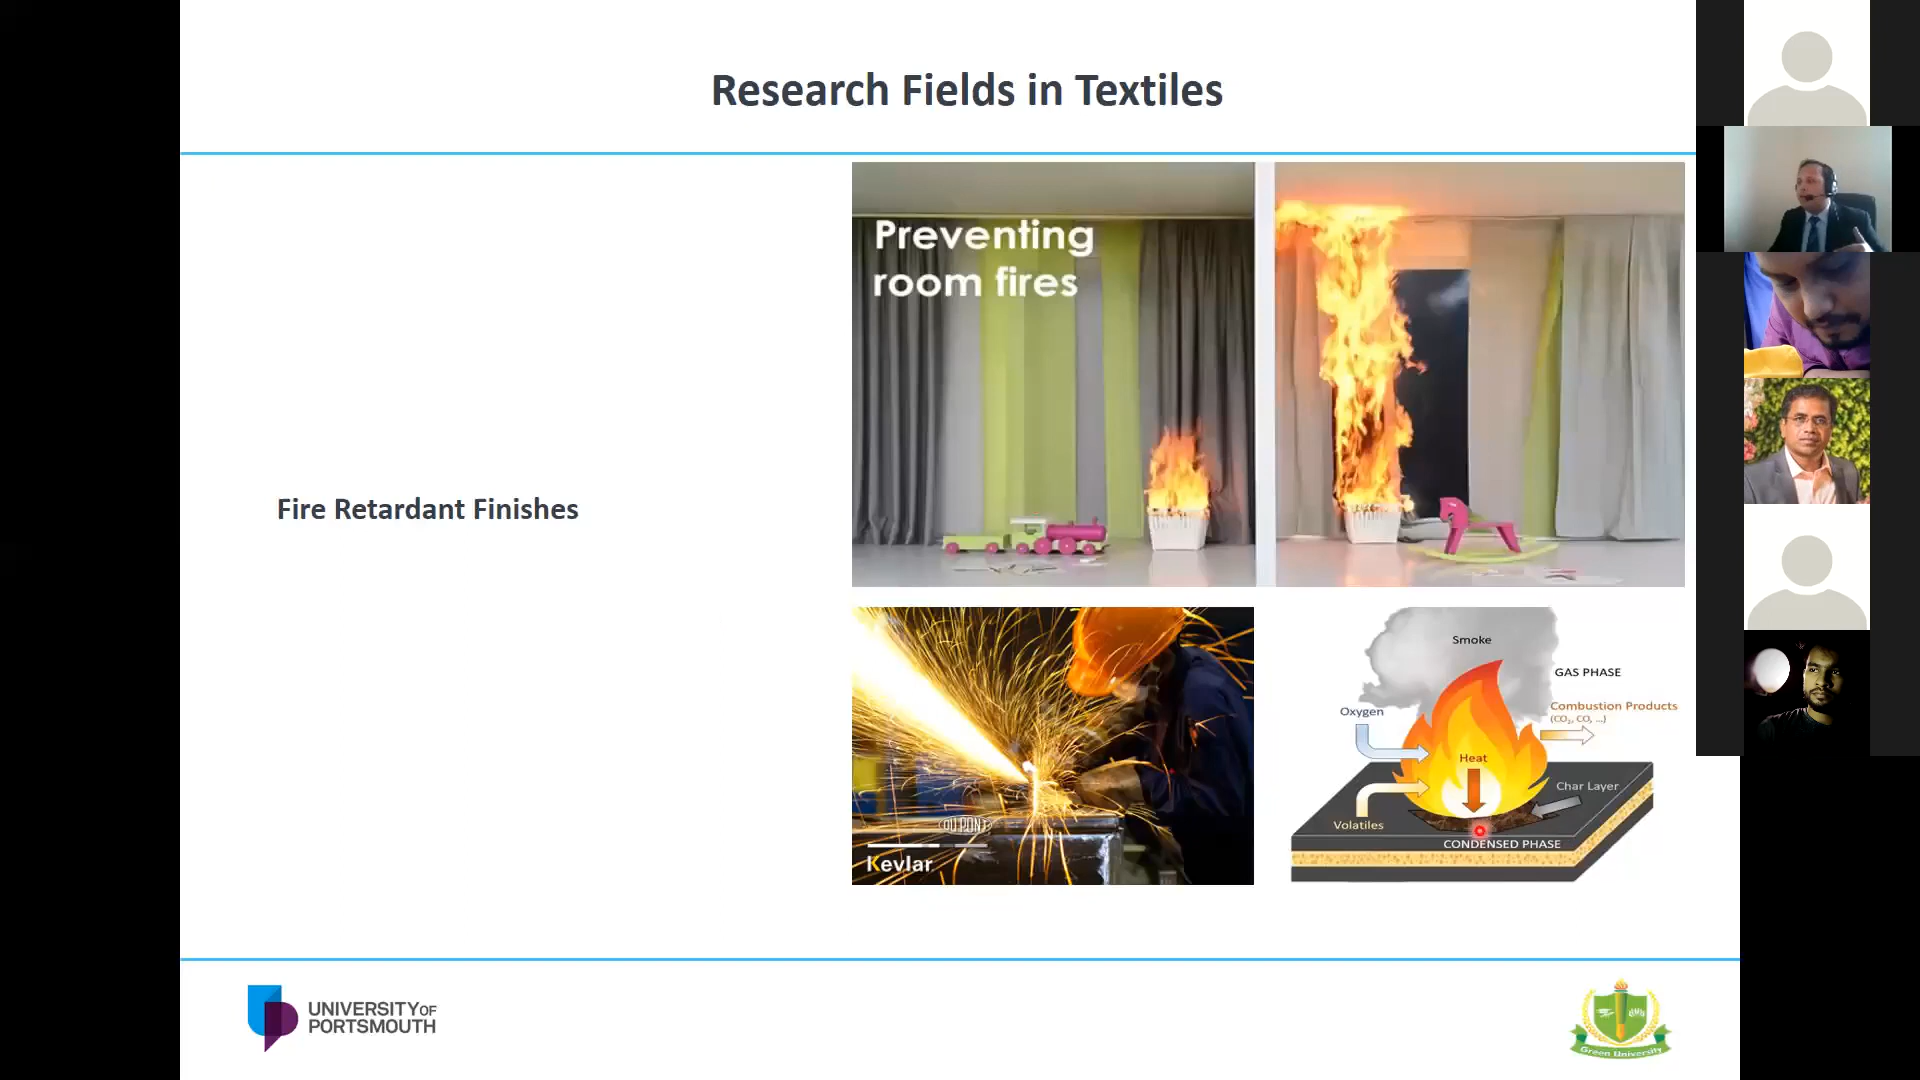 Research Fields in Textiles
Fire Retardant Finishes
Preventing
room fires
DUPONT
Kevlar
Smoke
GAS PHASE
Oxygen
Combustion Products
(CO₂, CO, ...)
Heat
Char Layer
Volatiles
CONDENSED PHASE
UNIVERSITY OF
PORTSMOUTH
Green University